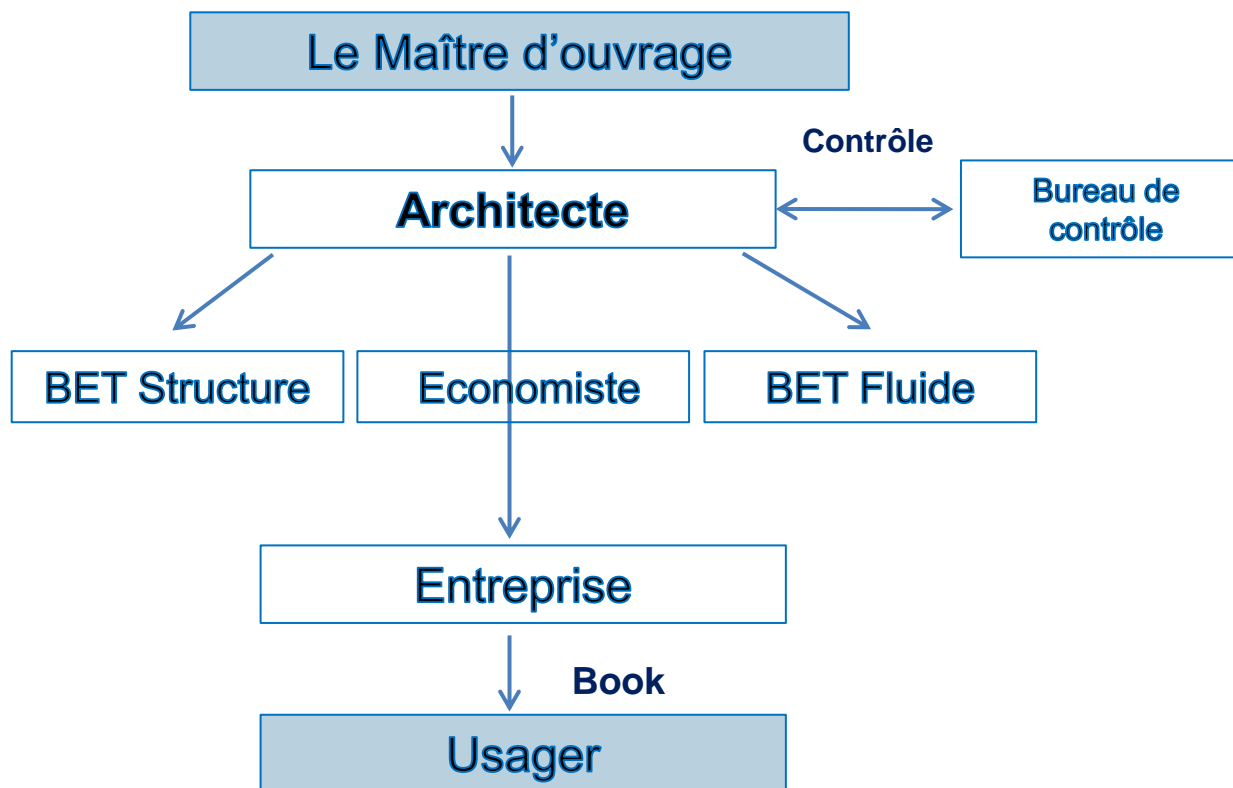 Le Maître d’ouvrage
Contrôle
Architecte
Bureau de
contrôle
BET Structure
Economiste
BET Fluide
Entreprise
Book
Usager